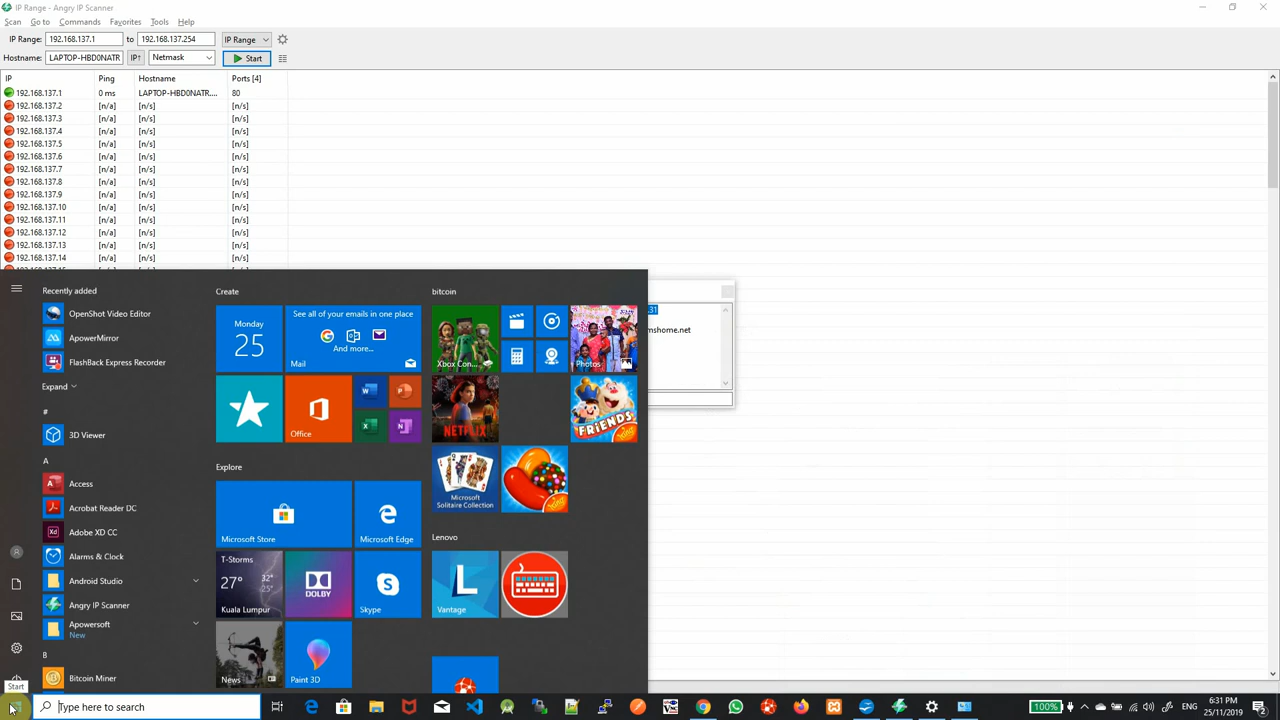 IP Range - Angry IP Scanner
Scan Go to Commands Favorites Tools Help
IP Range: 192.168.137.1 to 192.168.137.254 IP Range
Hostname: LAPTOP-HBD0NATR IP↑ Netmask Start
IP Ping Hostname Ports [4]
192.168.137.1 0 ms LAPTOP-HBD0NATR.... 80
192.168.137.2 [n/a] [n/s] [n/s]
192.168.137.3 [n/a] [n/s] [n/s]
192.168.137.4 [n/a] [n/s] [n/s]
192.168.137.5 [n/a] [n/s] [n/s]
192.168.137.6 [n/a] [n/s] [n/s]
192.168.137.7 [n/a] [n/s] [n/s]
192.168.137.8 [n/a] [n/s] [n/s]
192.168.137.9 [n/a] [n/s] [n/s]
192.168.137.10 [n/a] [n/s] [n/s]
192.168.137.11 [n/a] [n/s] [n/s]
192.168.137.12 [n/a] [n/s] [n/s]
192.168.137.13 [n/a] [n/s] [n/s]
192.168.137.14 [n/a] [n/s] [n/s]
mshome.net
Recently added
OpenShot Video Editor
ApowerMirror
FlashBack Express Recorder
Expand
#
3D Viewer
A
Access
Acrobat Reader DC
Adobe XD CC
Alarms & Clock
Android Studio
Angry IP Scanner
Apowersoft
New
B
Bitcoin Miner
Create
Monday
25
See all of your emails in one place
And more...
Mail
Office
Explore
Microsoft Store
Microsoft Edge
T-Storms
27° 32° 25°
Kuala Lumpur
DOLBY
Skype
News
Paint 3D
bitcoin
Xbox Con...
Photos
NETFLIX
FRIENDS
King
Microsoft
Solitaire Collection
King
Lenovo
Vantage
Start
Type here to search
100%
6:31 PM
25/11/2019
2